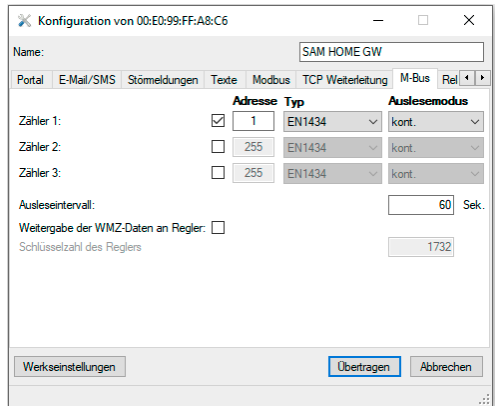 Konfiguration von 00:E0:99:FF:A8:C6
Name: SAM HOME GW
Portal E-Mail/SMS Störmeldungen Texte Modbus TCP Weiterleitung M-Bus Rel
Adresse Typ Auslesemodus
Zähler 1: 1 EN1434 kont.
Zähler 2: 255 EN1434 kont.
Zähler 3: 255 EN1434 kont.
Ausleseintervall: 60 Sek.
Weitergabe der WMZ-Daten an Regler:
Schlüsselzahl des Reglers 1732
Werkseinstellungen Übertragen Abbrechen